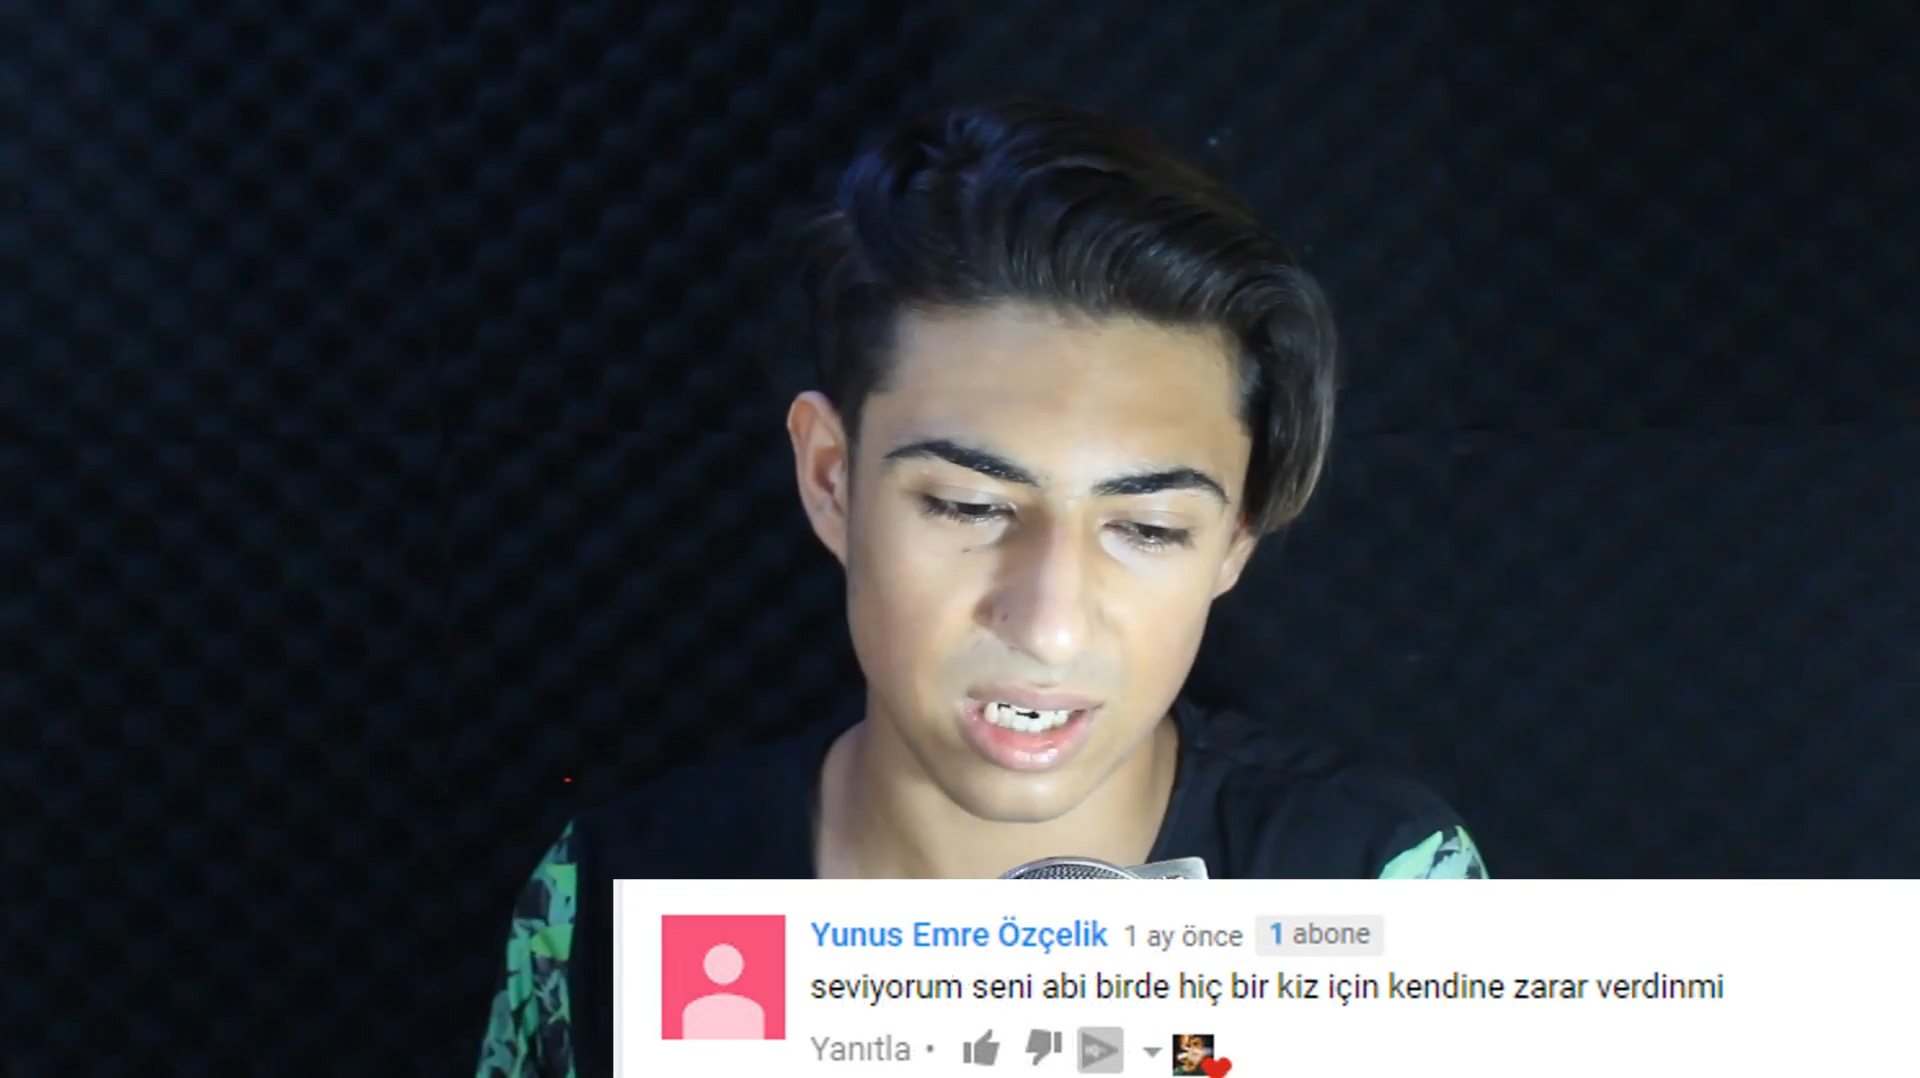 Yunus Emre Özçelik 1 ay önce 1 abone
seviyorum seni abi birde hiç bir kiz için kendine zarar verdinmi
Yanıtla •